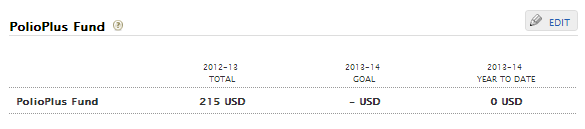 PolioPlus Fund ?
EDIT
2012-13 2013-14 2013-14
TOTAL GOAL YEAR TO DATE
PolioPlus Fund 215 USD - USD 0 USD